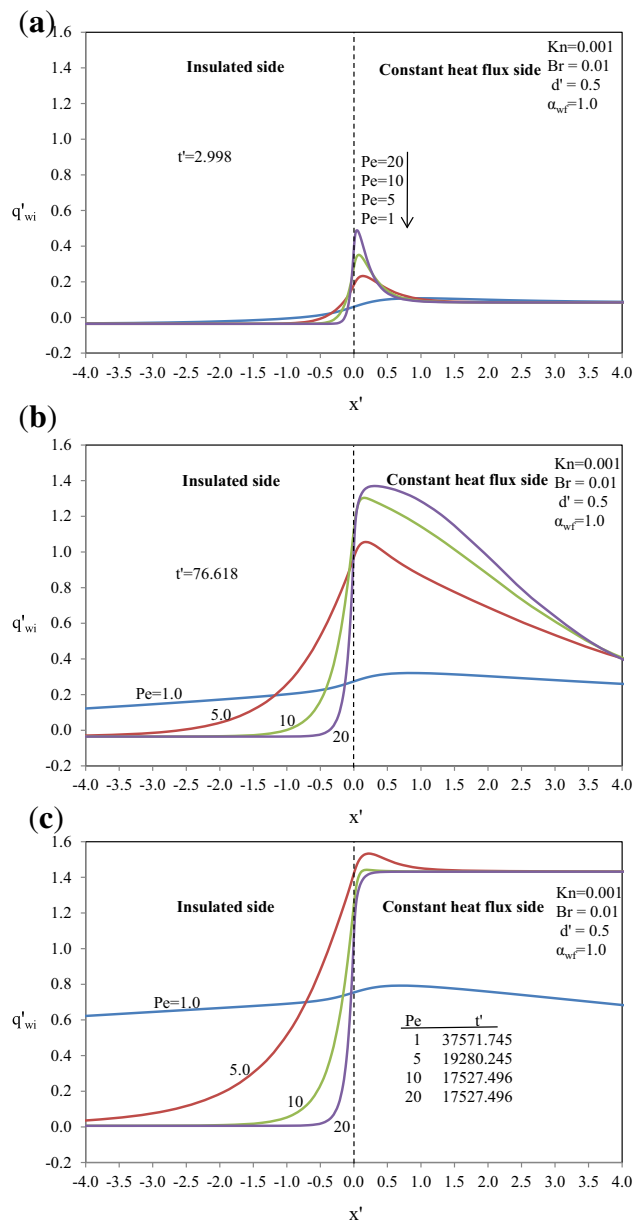 (a)
1.6
1.4
1.2
1.0
0.8
0.6
0.4
0.2
0.0
-0.2
q'wi
Insulated side
Constant heat flux side
Kn=0.001
Br = 0.01
d' = 0.5
αwf=1.0
t'=2.998
Pe=20
Pe=10
Pe=5
Pe=1
-4.0 -3.5 -3.0 -2.5 -2.0 -1.5 -1.0 -0.5 0.0 0.5 1.0 1.5 2.0 2.5 3.0 3.5 4.0
x'
(b)
1.6
1.4
1.2
1.0
0.8
0.6
0.4
0.2
0.0
-0.2
q'wi
Insulated side
Constant heat flux side
Kn=0.001
Br = 0.01
d' = 0.5
αwf=1.0
t'=76.618
Pe=1.0
5.0
10
20
-4.0 -3.5 -3.0 -2.5 -2.0 -1.5 -1.0 -0.5 0.0 0.5 1.0 1.5 2.0 2.5 3.0 3.5 4.0
x'
(c)
1.6
1.4
1.2
1.0
0.8
0.6
0.4
0.2
0.0
-0.2
q'wi
Insulated side
Constant heat flux side
Kn=0.001
Br = 0.01
d' = 0.5
αwf=1.0
Pe=1.0
5.0
10
20
Pe t'
1 37571.745
5 19280.245
10 17527.496
20 17527.496
-4.0 -3.5 -3.0 -2.5 -2.0 -1.5 -1.0 -0.5 0.0 0.5 1.0 1.5 2.0 2.5 3.0 3.5 4.0
x'